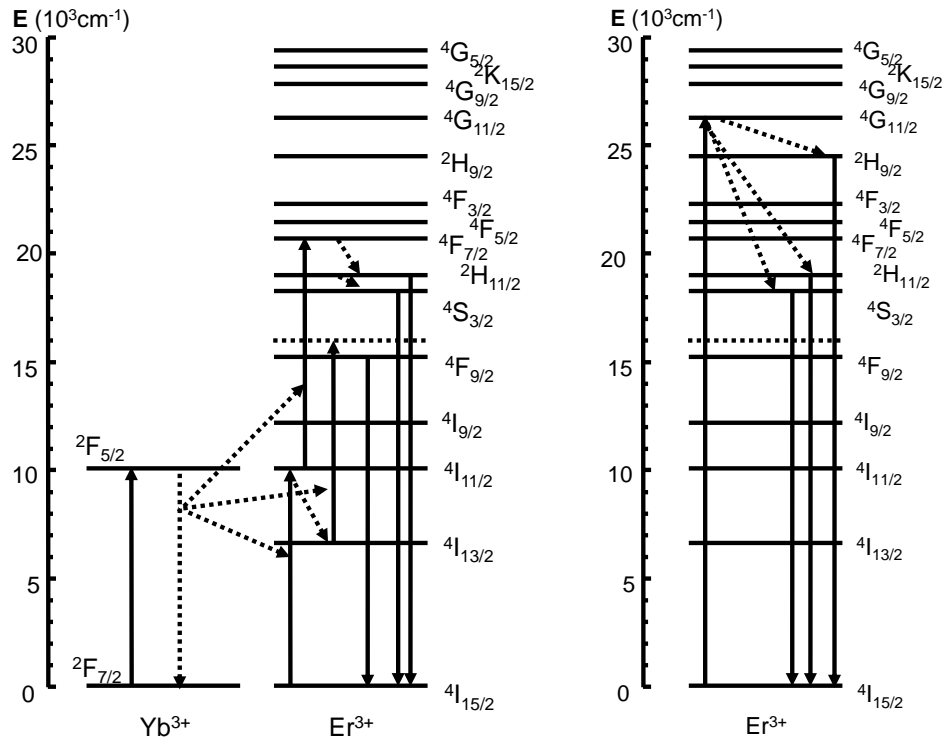 E (10³cm⁻¹)
30
25
20
15
10
5
0
²F₅/₂
²F₇/₂
Yb³⁺
⁴G₅/₂
²K₁₅/₂
⁴G₉/₂
⁴G₁₁/₂
²H₉/₂
⁴F₃/₂
⁴F₅/₂
⁴F₇/₂
²H₁₁/₂
⁴S₃/₂
⁴F₉/₂
⁴I₉/₂
⁴I₁₁/₂
⁴I₁₃/₂
⁴I₁₅/₂
Er³⁺
E (10³cm⁻¹)
30
25
20
15
10
5
0
⁴G₅/₂
²K₁₅/₂
⁴G₉/₂
⁴G₁₁/₂
²H₉/₂
⁴F₃/₂
⁴F₅/₂
⁴F₇/₂
²H₁₁/₂
⁴S₃/₂
⁴F₉/₂
⁴I₉/₂
⁴I₁₁/₂
⁴I₁₃/₂
⁴I₁₅/₂
Er³⁺